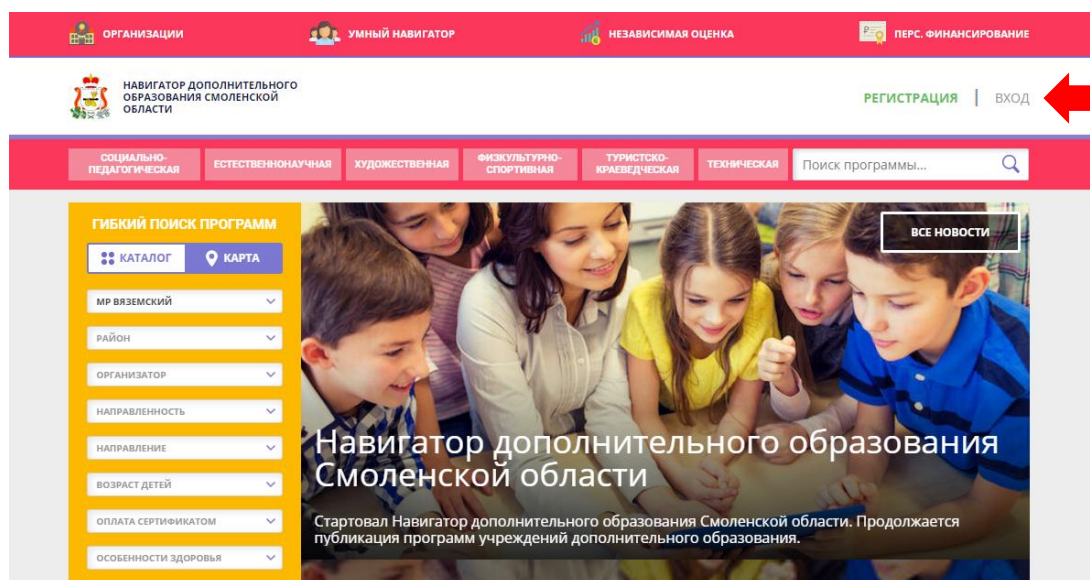 ОРГАНИЗАЦИИ
УМНЫЙ НАВИГАТОР
НЕЗАВИСИМАЯ ОЦЕНКА
ПЕРС. ФИНАНСИРОВАНИЕ
НАВИГАТОР ДОПОЛНИТЕЛЬНОГО
ОБРАЗОВАНИЯ СМОЛЕНСКОЙ
ОБЛАСТИ
РЕГИСТРАЦИЯ
ВХОД
СОЦИАЛЬНО-
ПЕДАГОГИЧЕСКАЯ
ЕСТЕСТВЕННОНАУЧНАЯ
ХУДОЖЕСТВЕННАЯ
ФИЗКУЛЬТУРНО-
СПОРТИВНАЯ
ТУРИСТСКО-
КРАЕВЕДЧЕСКАЯ
ТЕХНИЧЕСКАЯ
Поиск программы...
ГИБКИЙ ПОИСК ПРОГРАММ
КАТАЛОГ
КАРТА
МР ВЯЗЕМСКИЙ
РАЙОН
ОРГАНИЗАТОР
НАПРАВЛЕННОСТЬ
НАПРАВЛЕНИЕ
ВОЗРАСТ ДЕТЕЙ
ОПЛАТА СЕРТИФИКАТОМ
ОСОБЕННОСТИ ЗДОРОВЬЯ
ВСЕ НОВОСТИ
Навигатор дополнительного образования
Смоленской области
Стартовал Навигатор дополнительного образования Смоленской области. Продолжается
публикация программ учреждений дополнительного образования.